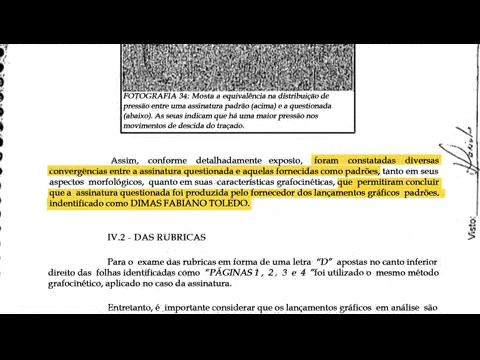 FOTOGRAFIA 34: Mosta a equivalência na distribuição de
pressão entre uma assinatura padrão (acima) e a questionada
(abaixo). As setas indicam que há uma maior pressão nos
movimentos de descida do traçado.
Assim, conforme detalhadamente exposto, foram constatadas diversas
convergências entre a assinatura questionada e aquelas fornecidas como padrões, tanto em seus
aspectos morfológicos, quanto em suas características grafocinéticas, que permitiram concluir
que a assinatura questionada foi produzida pelo fornecedor dos lançamentos gráficos padrões,
indentificado como DIMAS FABIANO TOLEDO.
IV.2 - DAS RUBRICAS
Para o exame das rubricas em forma de uma letra "D" apostas no canto inferior
direito das folhas identificadas como "PÁGINAS 1, 2, 3 e 4 "foi utilizado o mesmo método
grafocinético, aplicado no caso da assinatura.
Entretanto, é importante considerar que os lançamentos gráficos em análise são
Visto: